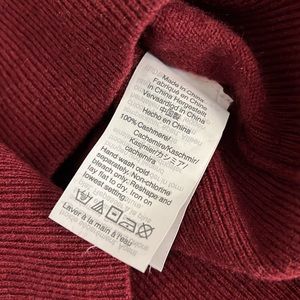 Made in China
Fabriqué en Chine
In China Hergestellt
Vervaardigd in China
中国製
Hecho en China
100% Cashmere/
Cachemire/Kaschmir/
Kasjmier/カシミア/
cachemira
Hand wash cold
bleach only. Reshape and
separately. Non-chlorine
lay flat to dry. Iron on
lowest setting.
Laver à la main à l'eau